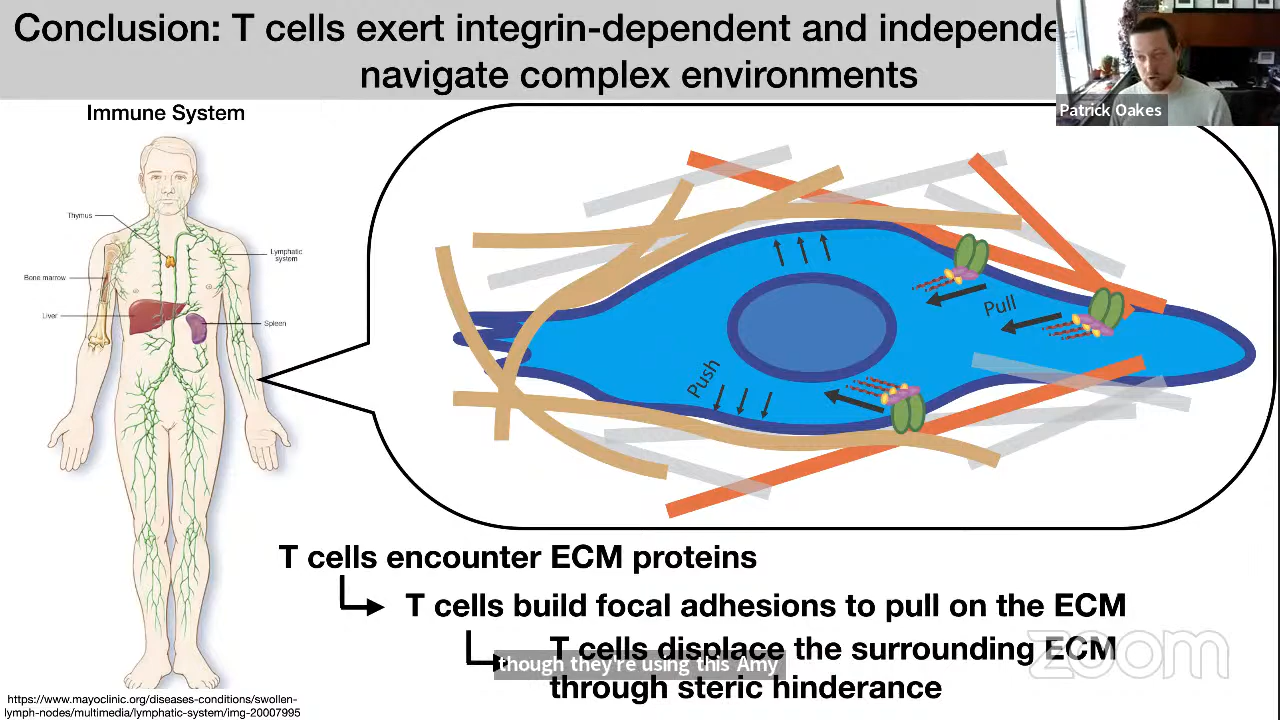 Conclusion: T cells exert integrin-dependent and independe
navigate complex environments
Patrick Oakes
Immune System
Thymus
Lymphatic
system
Bone marrow
Liver
Spleen
Pull
Push
T cells encounter ECM proteins
T cells build focal adhesions to pull on the ECM
T cells displace the surrounding ECM
though they're using this Amy
through steric hinderance
zoom
https://www.mayoclinic.org/diseases-conditions/swollen-
lymph-nodes/multimedia/lymphatic-system/img-20007995